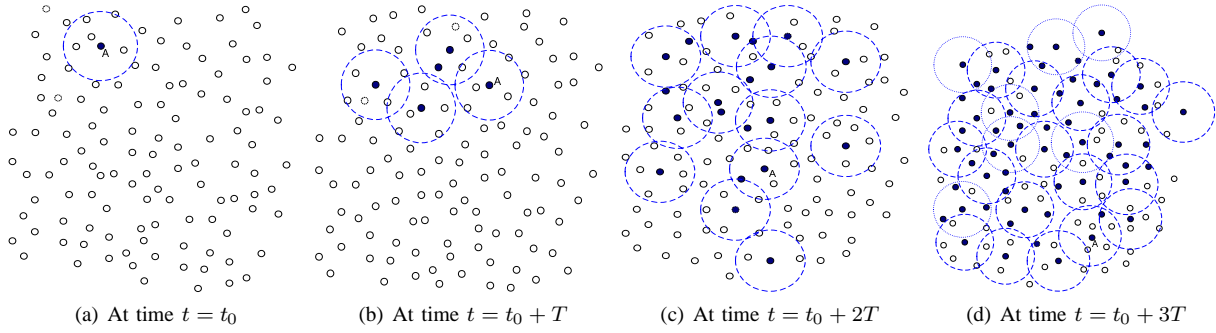 A
A
A
A
(a) At time t = t₀
(b) At time t = t₀ + T
(c) At time t = t₀ + 2T
(d) At time t = t₀ + 3T